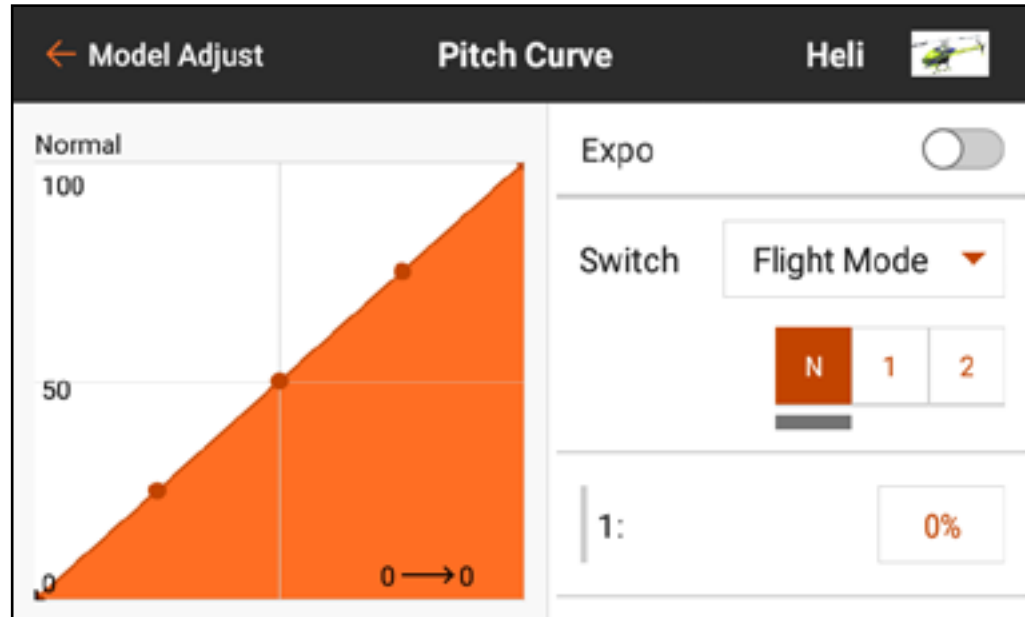 ← Model Adjust
Pitch Curve
Heli
Normal
100
50
0
0→0
Expo
Switch
Flight Mode
N
1
2
1:
0%